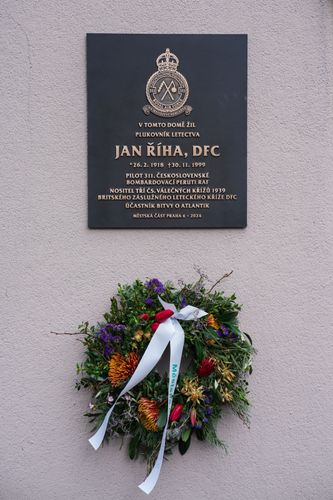 V TOMTO DOMĚ ŽIL
PLUKOVNÍK LETECTVA
JAN ŘÍHA, DFC
*26. 2. 1918 †30. 11. 1999
PILOT 311. ČESKOSLOVENSKÉ
BOMBARDOVACÍ PERUTI RAF
NOSITEL TŘÍ ČS. VÁLEČNÝCH KŘÍŽŮ 1939
BRITSKÉHO ZÁSLUŽNÉHO LETECKÉHO KŘÍŽE DFC
ÚČASTNÍK BITVY O ATLANTIK
MĚSTSKÁ ČÁST PRAHA 6 - 2024